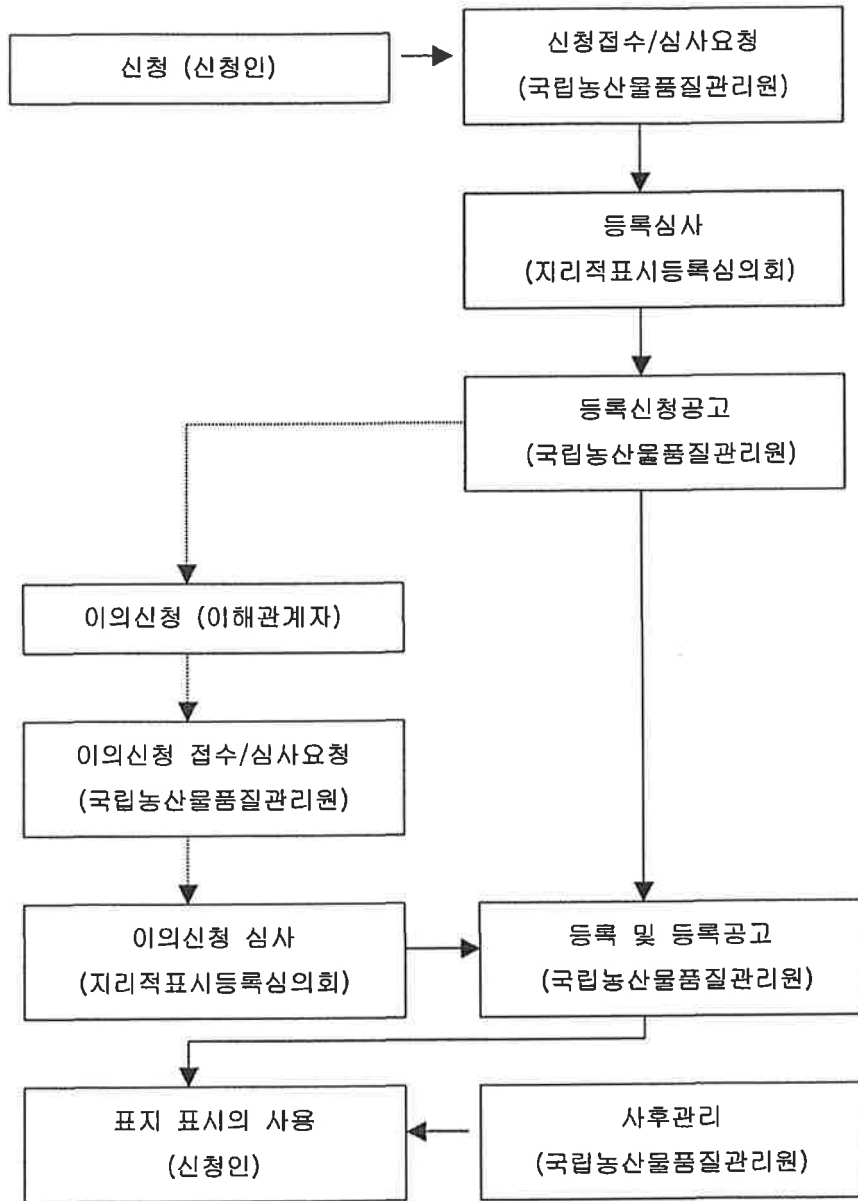 신청 (신청인)
신청접수/심사요청
(국립농산물품질관리원)
등록심사
(지리적표시등록심의회)
등록신청공고
(국립농산물품질관리원)
이의신청 (이해관계자)
이의신청 접수/심사요청
(국립농산물품질관리원)
이의신청 심사
(지리적표시등록심의회)
등록 및 등록공고
(국립농산물품질관리원)
표지 표시의 사용
(신청인)
사후관리
(국립농산물품질관리원)